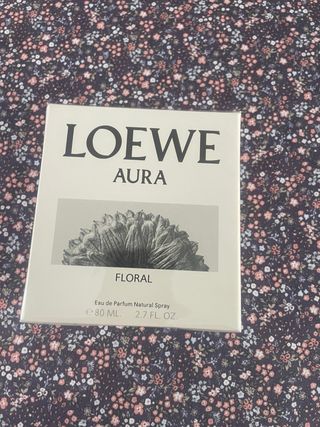 LOEWE
AURA
FLORAL
Eau de Parfum Natural Spray
℮80 ML. 2.7 FL. OZ.